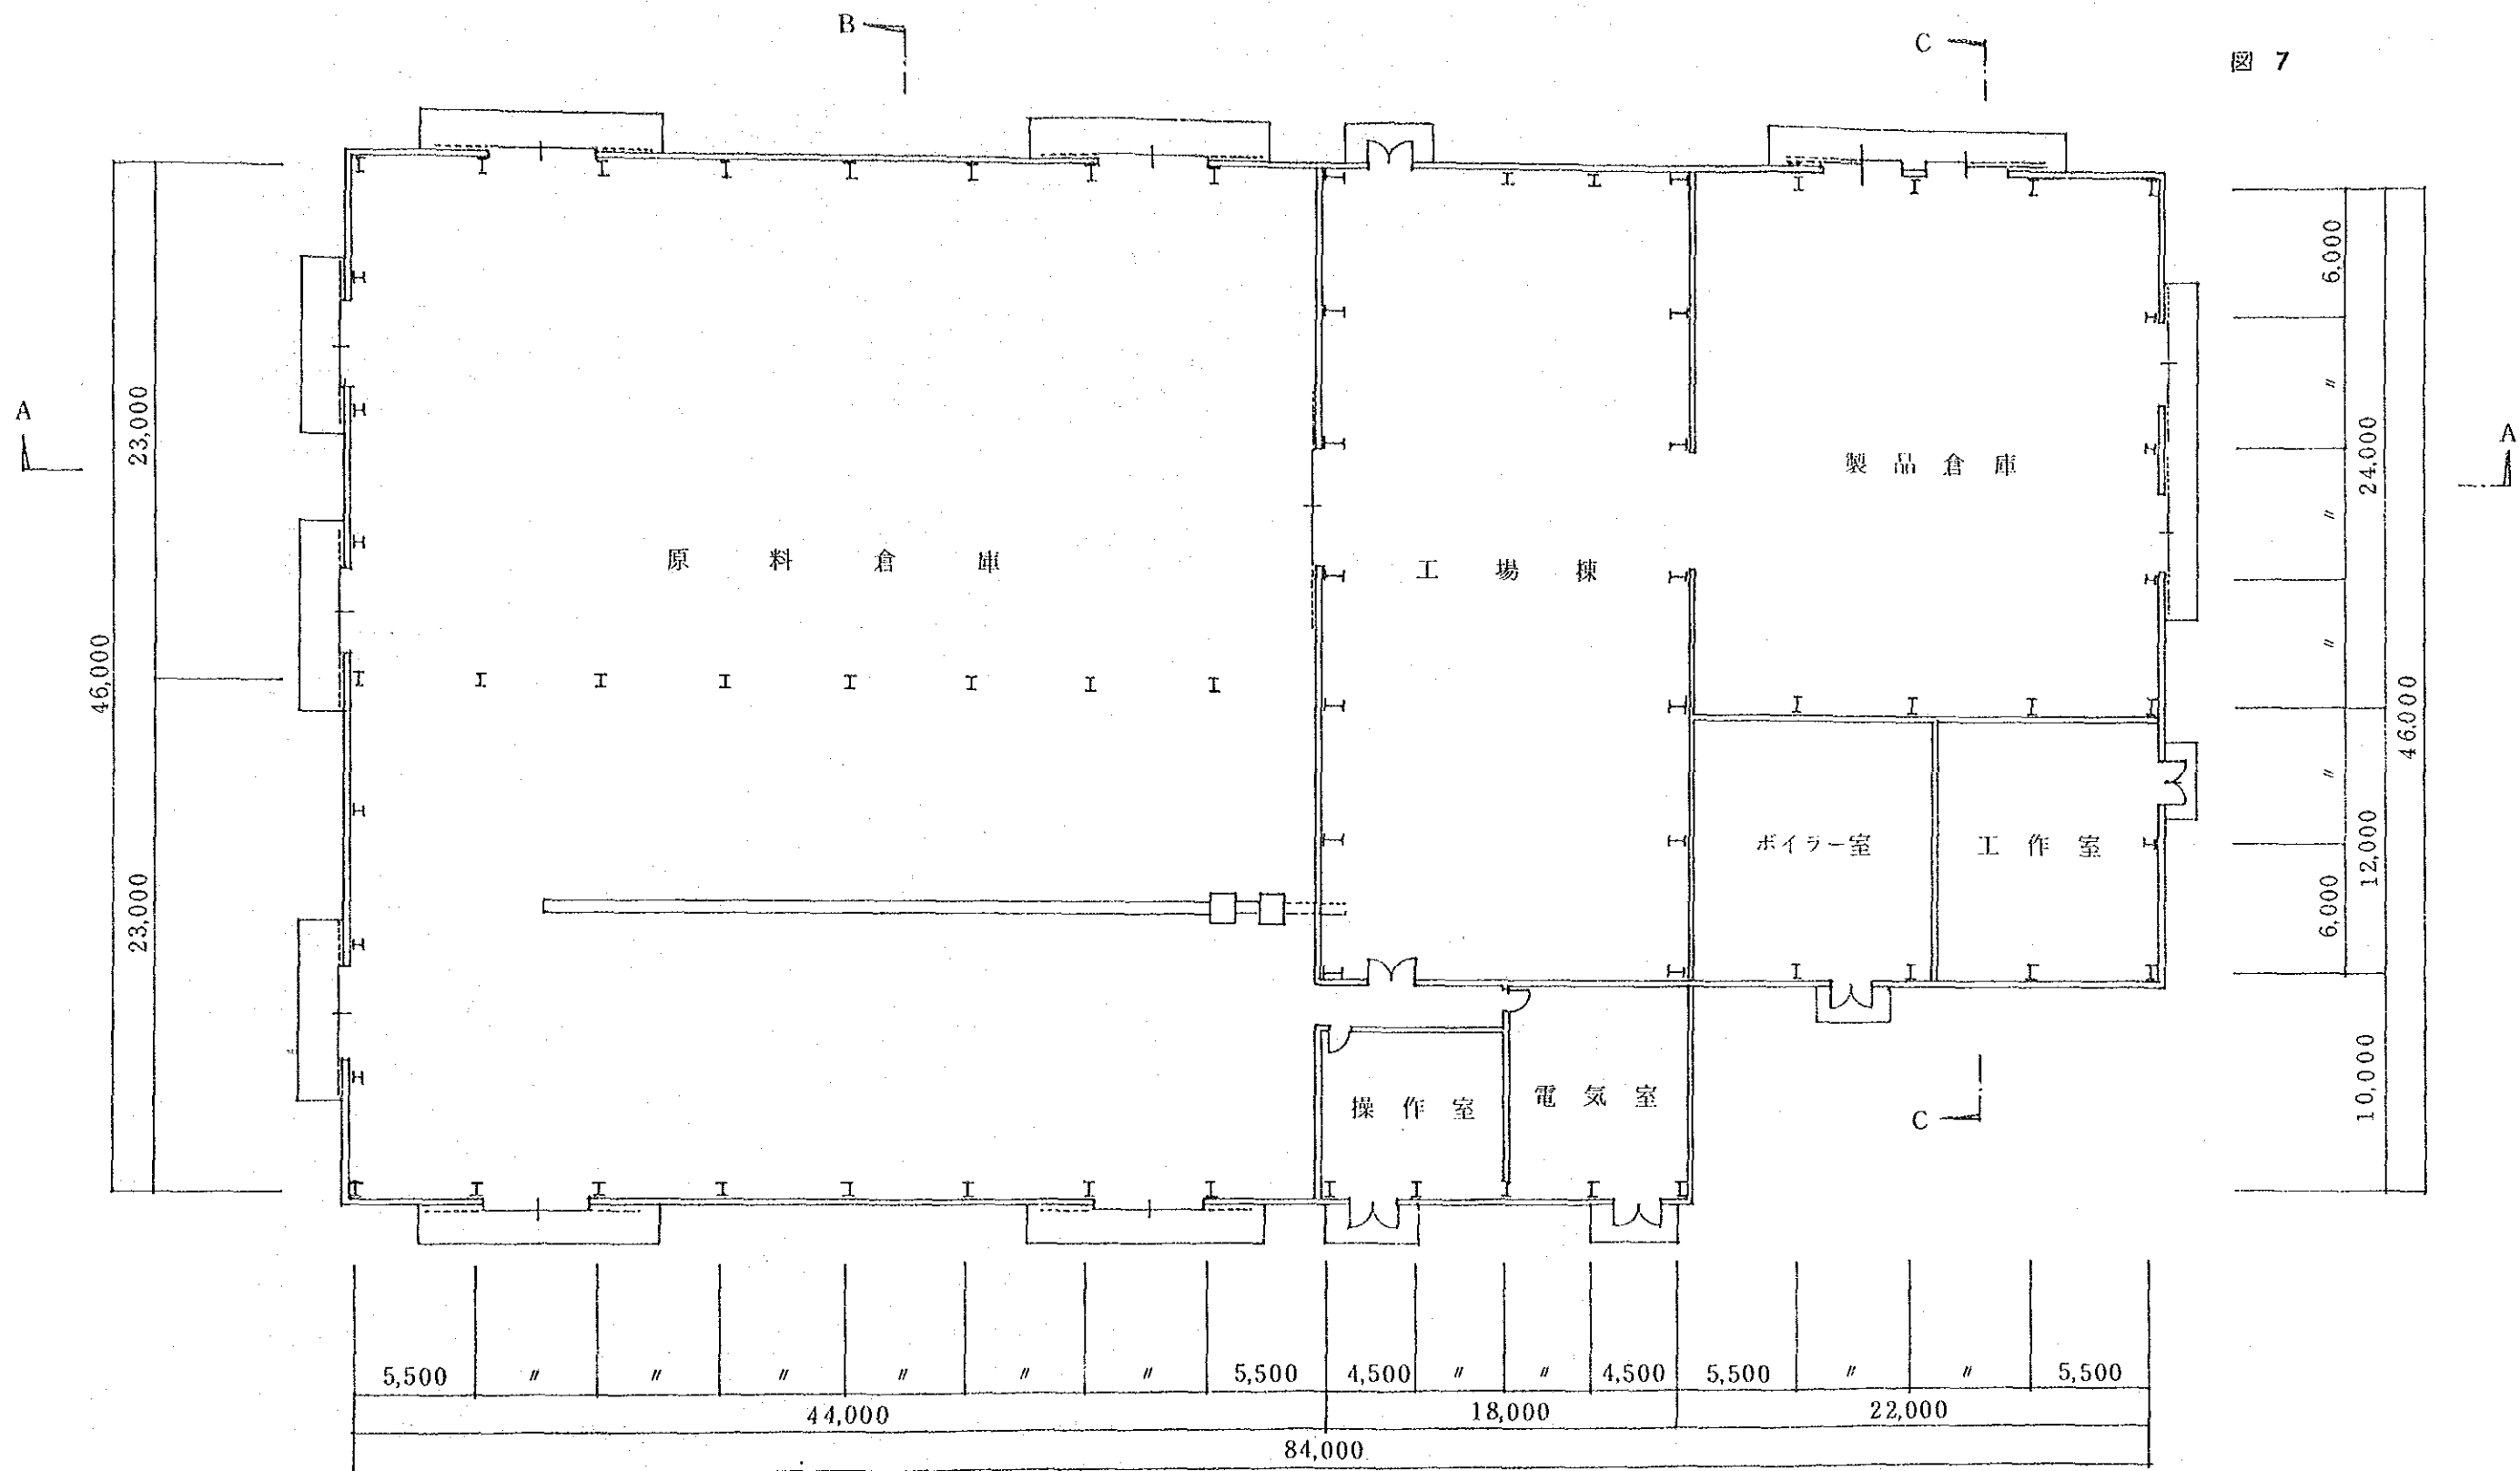 B
C
図 7
6,000
〃
23,000
24,000
A
A
製品倉庫
〃
原料倉庫
工場棟
〃
46,000
46,000
〃
ボイラー室
工作室
12,000
23,000
6,000
10,000
操作室
電気室
C
5,500 〃 〃 〃 〃 〃 〃 5,500 4,500 〃 〃 4,500 5,500 〃 〃 5,500
44,000 18,000 22,000
84,000